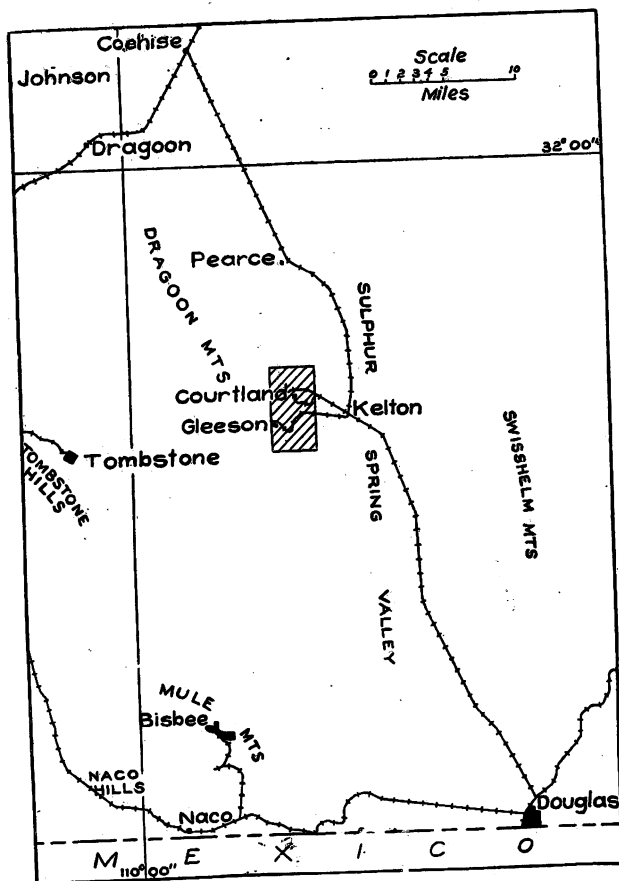 Cochise
Scale
Johnson
0 1 2 3 4 5 10
Miles
Dragoon
32°00'
DRAGOON MTS
Pearce
SULPHUR
Courtland
Kelton
Gleeson
SWISSHELM MTS
Tombstone
TOMBSTONE
HILLS
SPRING
VALLEY
MULE
Bisbee
MTS
NACO
HILLS
Naco
Douglas
M E X I C O
110°00"